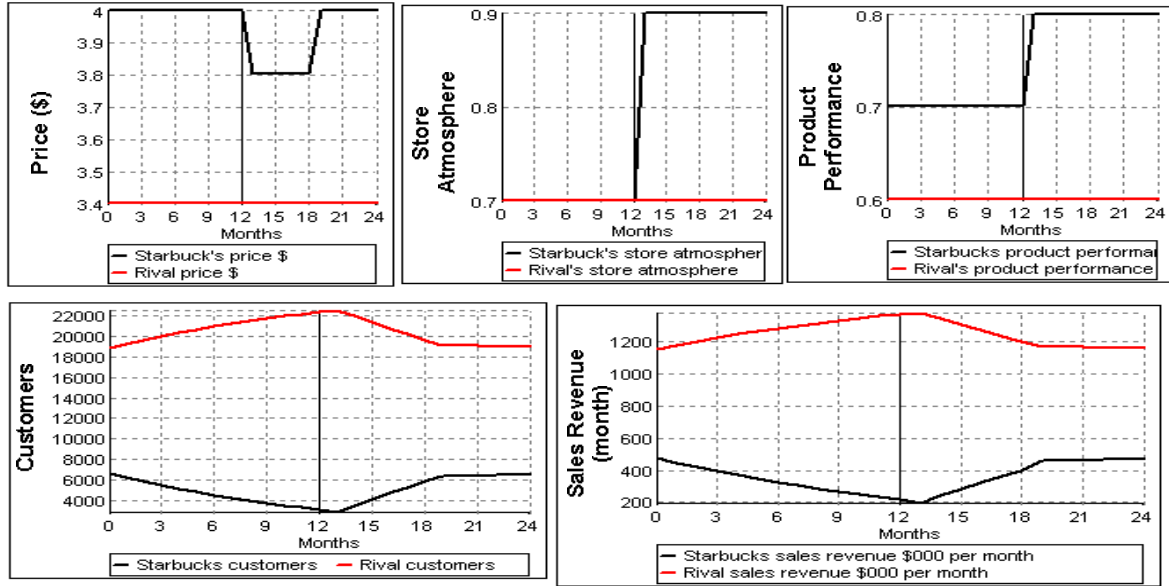 Price ($)
4
3.9
3.8
3.7
3.6
3.5
3.4
0 3 6 9 12 15 18 21 24
Months
Starbuck's price $
Rival price $
Store
Atmosphere
0.9
0.8
0.7
0 3 6 9 12 15 18 21 24
Months
Starbuck's store atmospher
Rival's store atmosphere
Product
Performance
0.8
0.7
0.6
0 3 6 9 12 15 18 21 24
Months
Starbucks product performa
Rival's product performance
Customers
22000
20000
18000
16000
14000
12000
10000
8000
6000
4000
0 3 6 9 12 15 18 21 24
Months
Starbucks customers Rival customers
Sales Revenue
(month)
1200
1000
800
600
400
200
0 3 6 9 12 15 18 21 24
Months
Starbucks sales revenue $000 per month
Rival sales revenue $000 per month